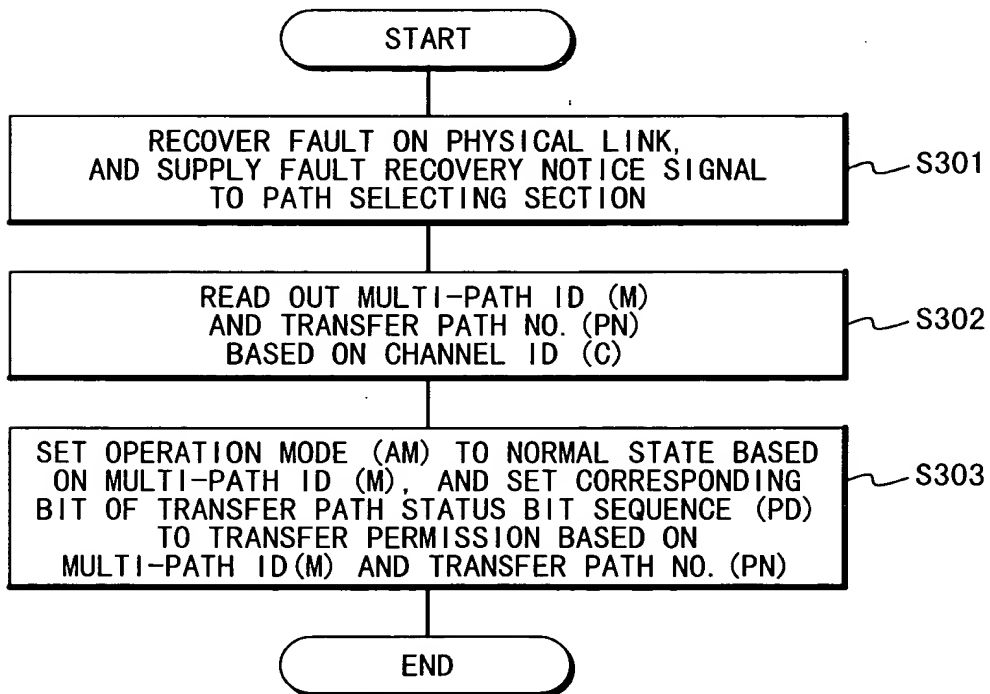 START
RECOVER FAULT ON PHYSICAL LINK,
AND SUPPLY FAULT RECOVERY NOTICE SIGNAL
TO PATH SELECTING SECTION
S301
READ OUT MULTI-PATH ID (M)
AND TRANSFER PATH NO. (PN)
BASED ON CHANNEL ID (C)
S302
SET OPERATION MODE (AM) TO NORMAL STATE BASED
ON MULTI-PATH ID (M), AND SET CORRESPONDING
BIT OF TRANSFER PATH STATUS BIT SEQUENCE (PD)
TO TRANSFER PERMISSION BASED ON
MULTI-PATH ID(M) AND TRANSFER PATH NO. (PN)
S303
END